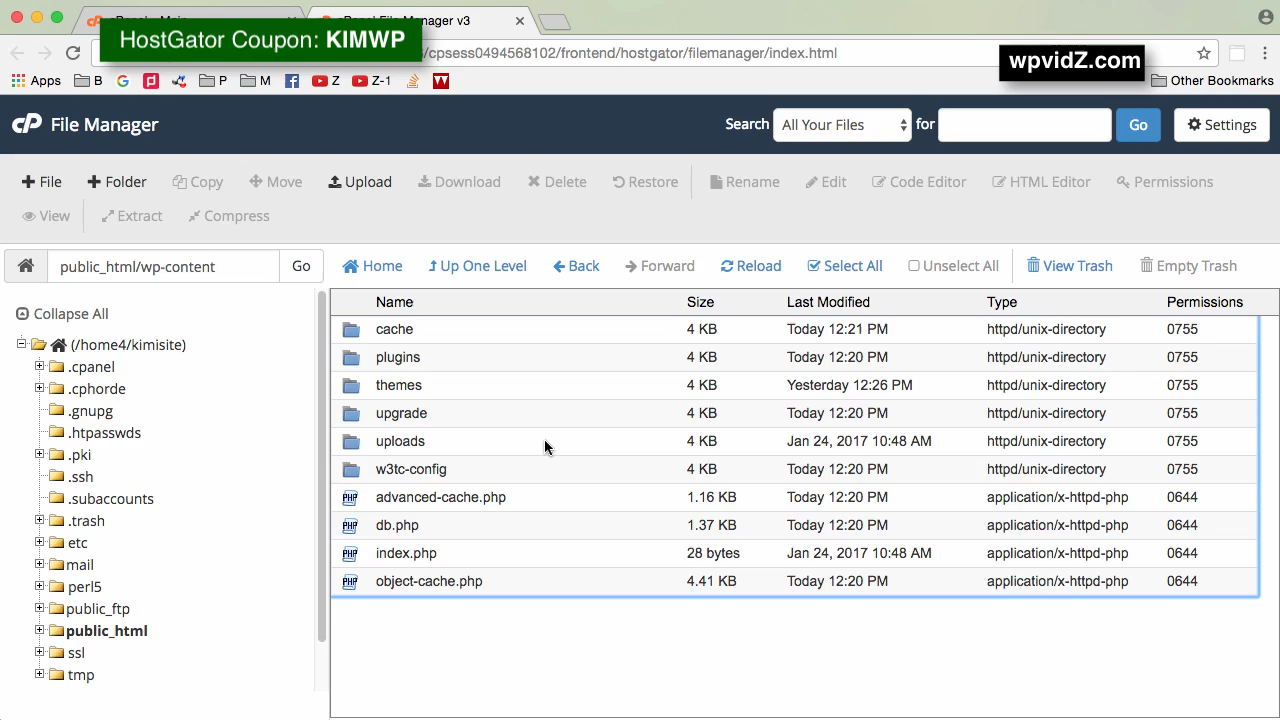 cPanel File Manager v3
HostGator Coupon: KIMWP
/cpsess0494568102/frontend/hostgator/filemanager/index.html
wpvidZ.com
Apps B P M Z Z-1 Other Bookmarks
cP File Manager
Search All Your Files for Go Settings
File Folder Copy Move Upload Download Delete Restore Rename Edit Code Editor HTML Editor Permissions
View Extract Compress
public_html/wp-content Go Home Up One Level Back Forward Reload Select All Unselect All View Trash Empty Trash
Collapse All
(/home4/kimisite)
.cpanel
.cphorde
.gnupg
.htpasswds
.pki
.ssh
.subaccounts
.trash
etc
mail
perl5
public_ftp
public_html
ssl
tmp
Name Size Last Modified Type Permissions
cache 4 KB Today 12:21 PM httpd/unix-directory 0755
plugins 4 KB Today 12:20 PM httpd/unix-directory 0755
themes 4 KB Yesterday 12:26 PM httpd/unix-directory 0755
upgrade 4 KB Today 12:20 PM httpd/unix-directory 0755
uploads 4 KB Jan 24, 2017 10:48 AM httpd/unix-directory 0755
w3tc-config 4 KB Today 12:20 PM httpd/unix-directory 0755
PHP advanced-cache.php 1.16 KB Today 12:20 PM application/x-httpd-php 0644
PHP db.php 1.37 KB Today 12:20 PM application/x-httpd-php 0644
PHP index.php 28 bytes Jan 24, 2017 10:48 AM application/x-httpd-php 0644
PHP object-cache.php 4.41 KB Today 12:20 PM application/x-httpd-php 0644